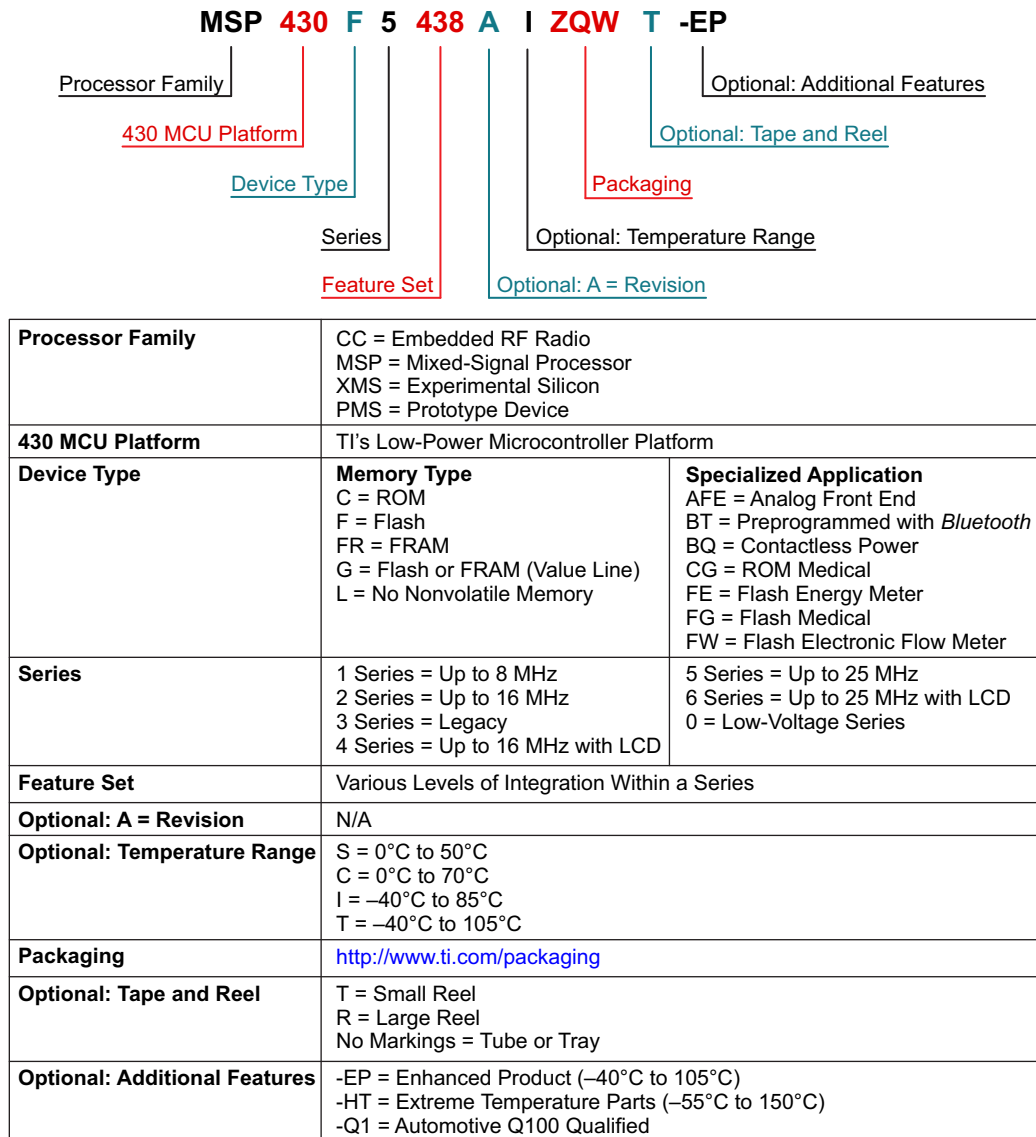 MSP 430 F 5 438 A I ZQW T -EP
Processor Family
Optional: Additional Features
430 MCU Platform
Optional: Tape and Reel
Device Type
Packaging
Series
Optional: Temperature Range
Feature Set
Optional: A = Revision
Processor Family
CC = Embedded RF Radio
MSP = Mixed-Signal Processor
XMS = Experimental Silicon
PMS = Prototype Device
430 MCU Platform
TI's Low-Power Microcontroller Platform
Device Type
Memory Type
C = ROM
F = Flash
FR = FRAM
G = Flash or FRAM (Value Line)
L = No Nonvolatile Memory
Specialized Application
AFE = Analog Front End
BT = Preprogrammed with Bluetooth
BQ = Contactless Power
CG = ROM Medical
FE = Flash Energy Meter
FG = Flash Medical
FW = Flash Electronic Flow Meter
Series
1 Series = Up to 8 MHz
2 Series = Up to 16 MHz
3 Series = Legacy
4 Series = Up to 16 MHz with LCD
5 Series = Up to 25 MHz
6 Series = Up to 25 MHz with LCD
0 = Low-Voltage Series
Feature Set
Various Levels of Integration Within a Series
Optional: A = Revision
N/A
Optional: Temperature Range
S = 0°C to 50°C
C = 0°C to 70°C
I = –40°C to 85°C
T = –40°C to 105°C
Packaging
http://www.ti.com/packaging
Optional: Tape and Reel
T = Small Reel
R = Large Reel
No Markings = Tube or Tray
Optional: Additional Features
-EP = Enhanced Product (–40°C to 105°C)
-HT = Extreme Temperature Parts (–55°C to 150°C)
-Q1 = Automotive Q100 Qualified